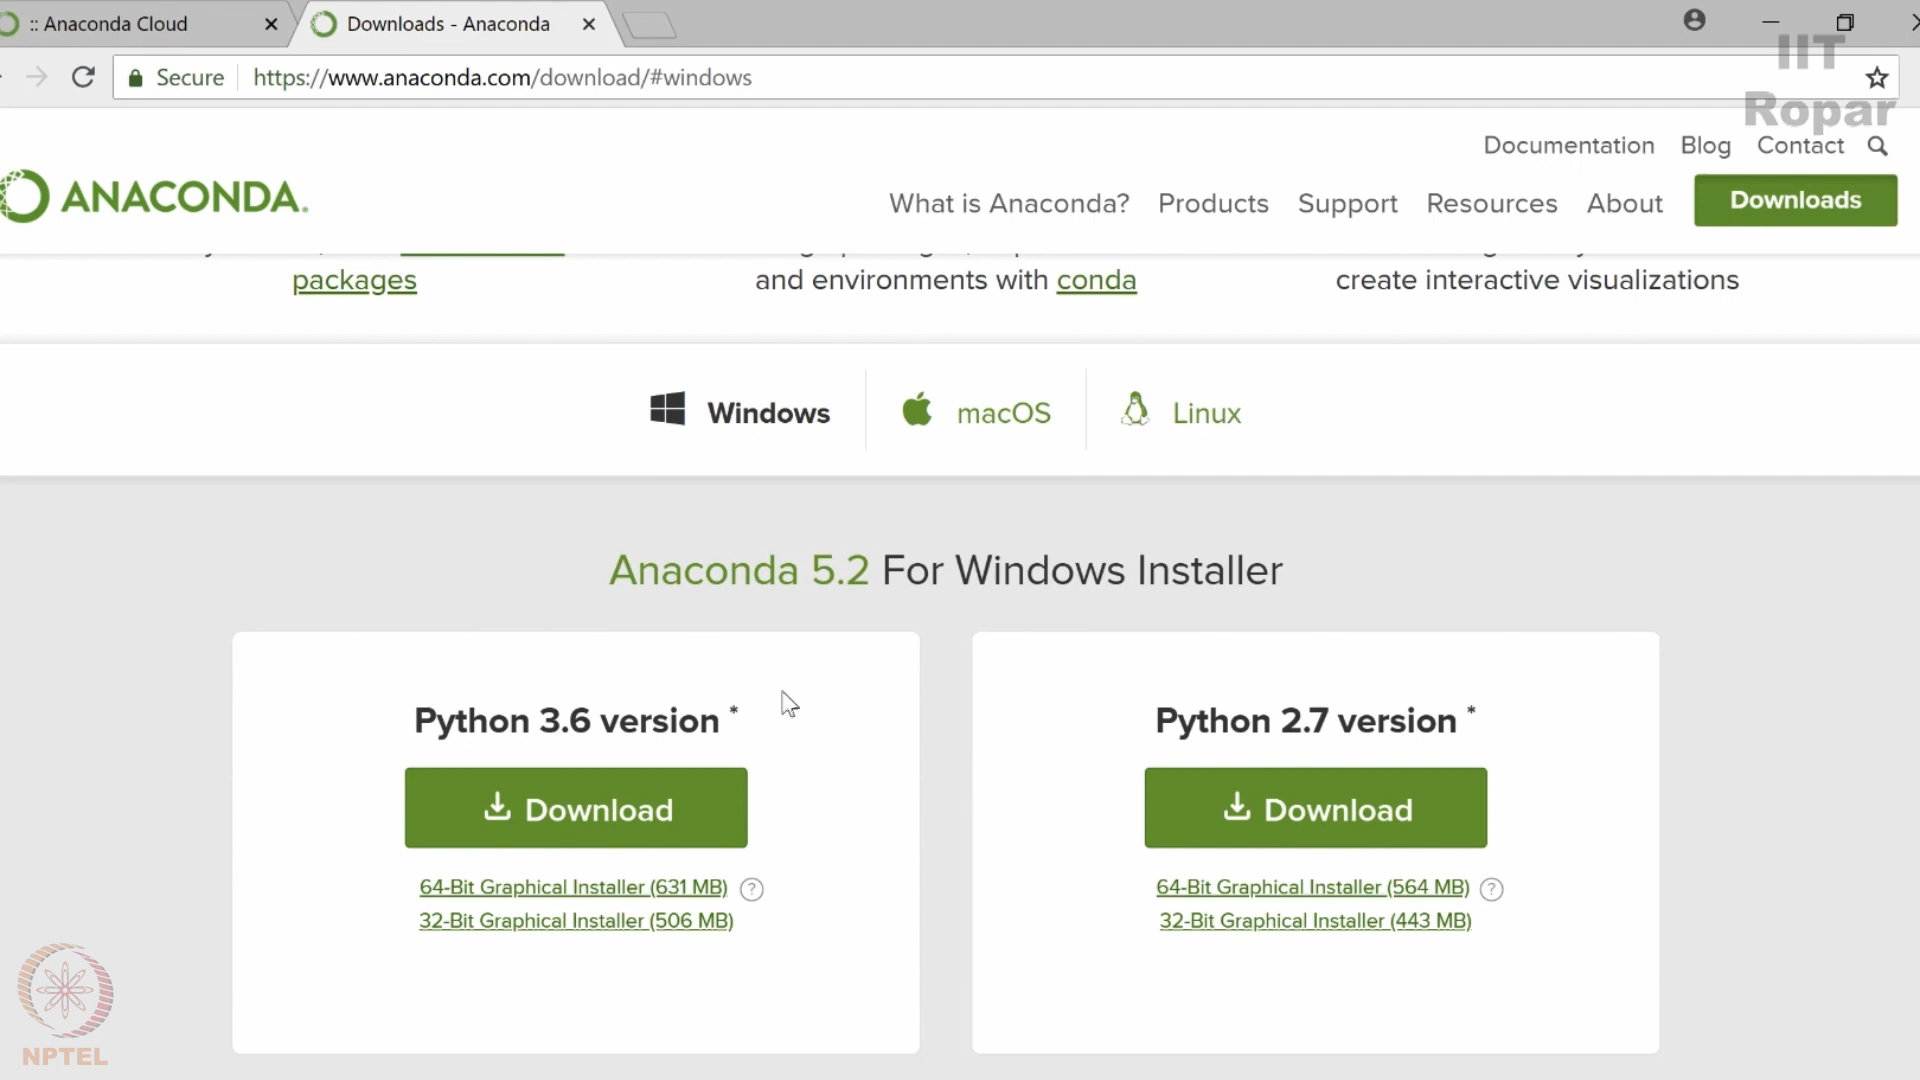 :: Anaconda Cloud
Downloads - Anaconda
Secure https://www.anaconda.com/download/#windows
IIT
Ropar
Documentation Blog Contact
ANACONDA.
What is Anaconda? Products Support Resources About Downloads
packages
and environments with conda
create interactive visualizations
Windows macOS Linux
Anaconda 5.2 For Windows Installer
Python 3.6 version *
Download
64-Bit Graphical Installer (631 MB) ?
32-Bit Graphical Installer (506 MB)
Python 2.7 version *
Download
64-Bit Graphical Installer (564 MB) ?
32-Bit Graphical Installer (443 MB)
NPTEL